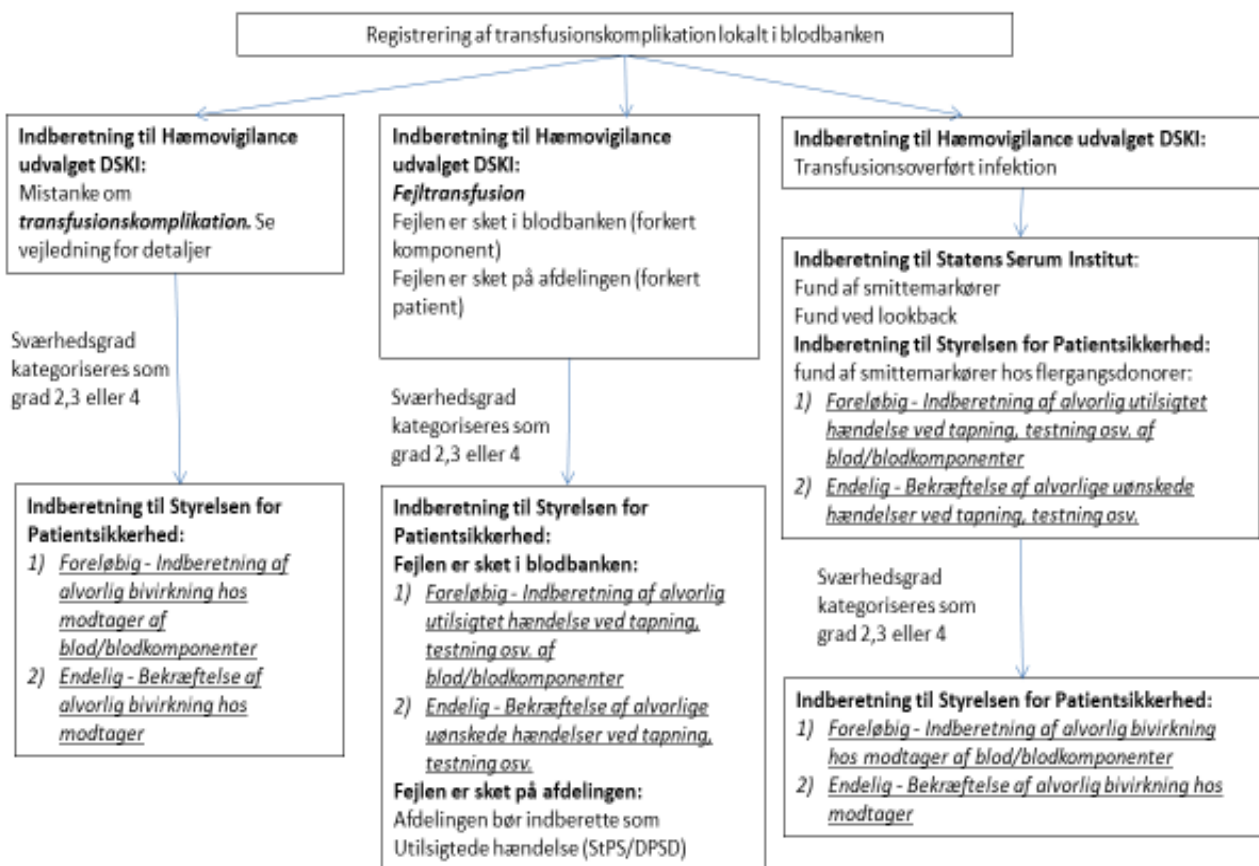 Registrering af transfusionskomplikation lokalt i blodbanken
Indberetning til Hæmovigilance
udvalget DSKI:
Mistanke om
transfusionskomplikation. Se
vejledning for detaljer
Sværhedsgrad
kategoriseres som
grad 2,3 eller 4
Indberetning til Styrelsen for
Patientsikkerhed:
1) Foreløbig - Indberetning af
alvorlig bivirkning hos
modtager af
blod/blodkomponenter
2) Endelig - Bekræftelse af
alvorlig bivirkning hos
modtager
Indberetning til Hæmovigilance
udvalget DSKI:
Fejltransfusion
Fejlen er sket i blodbanken (forkert
komponent)
Fejlen er sket på afdelingen (forkert
patient)
Sværhedsgrad
kategoriseres som
grad 2,3 eller 4
Indberetning til Styrelsen for
Patientsikkerhed:
Fejlen er sket i blodbanken:
1) Foreløbig - Indberetning af alvorlig
utilsigtet hændelse ved tapning,
testning osv. af
blod/blodkomponenter
2) Endelig - Bekræftelse af alvorlige
uønskede hændelser ved tapning,
testning osv.
Fejlen er sket på afdelingen:
Afdelingen bør indberette som
Utilsigtede hændelse (StPS/DPSD)
Indberetning til Hæmovigilance udvalget DSKI:
Transfusionsoverført infektion
Indberetning til Statens Serum Institut:
Fund af smittemarkører
Fund ved lookback
Indberetning til Styrelsen for Patientsikkerhed:
fund af smittemarkører hos flergangsdonorer:
1) Foreløbig - Indberetning af alvorlig utilsigtet
hændelse ved tapning, testning osv. af
blod/blodkomponenter
2) Endelig - Bekræftelse af alvorlige uønskede
hændelser ved tapning, testning osv.
Sværhedsgrad
kategoriseres som
grad 2,3 eller 4
Indberetning til Styrelsen for Patientsikkerhed:
1) Foreløbig - Indberetning af alvorlig bivirkning
hos modtager af blod/blodkomponenter
2) Endelig - Bekræftelse af alvorlig bivirkning hos
modtager